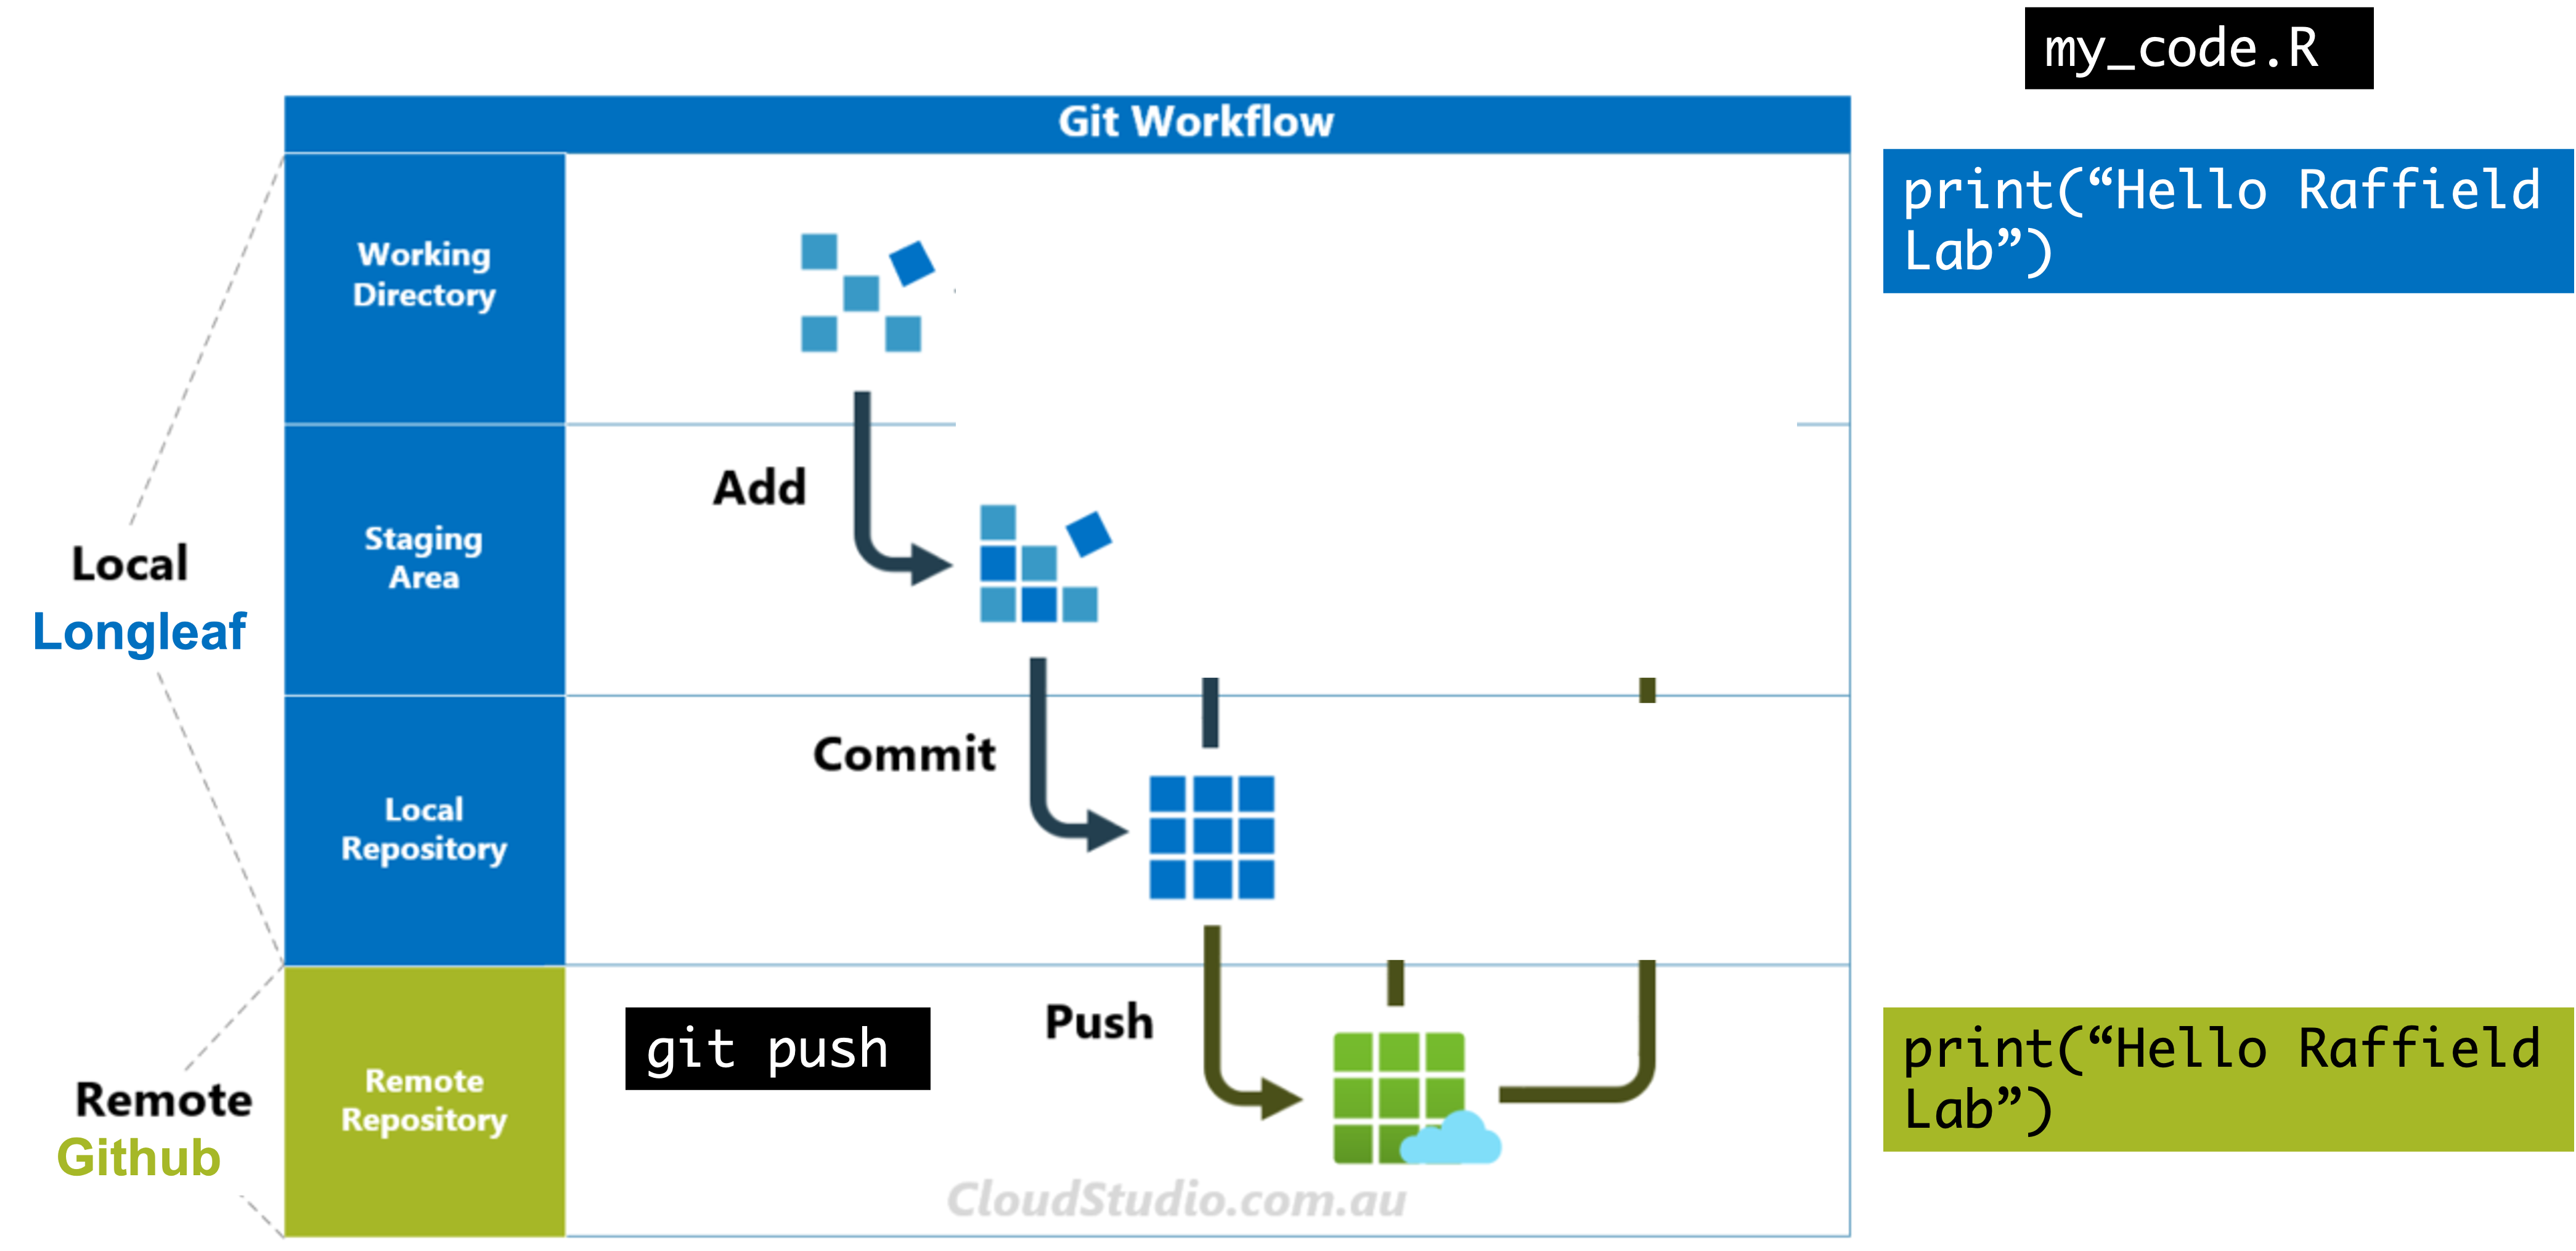 my_code.R
Git Workflow
Working
Directory
print(“Hello Raffield
Lab”)
Add
Staging
Area
Local
Longleaf
Commit
Local
Repository
Push
git push
Remote
Github
Remote
Repository
print(“Hello Raffield
Lab”)
CloudStudio.com.au